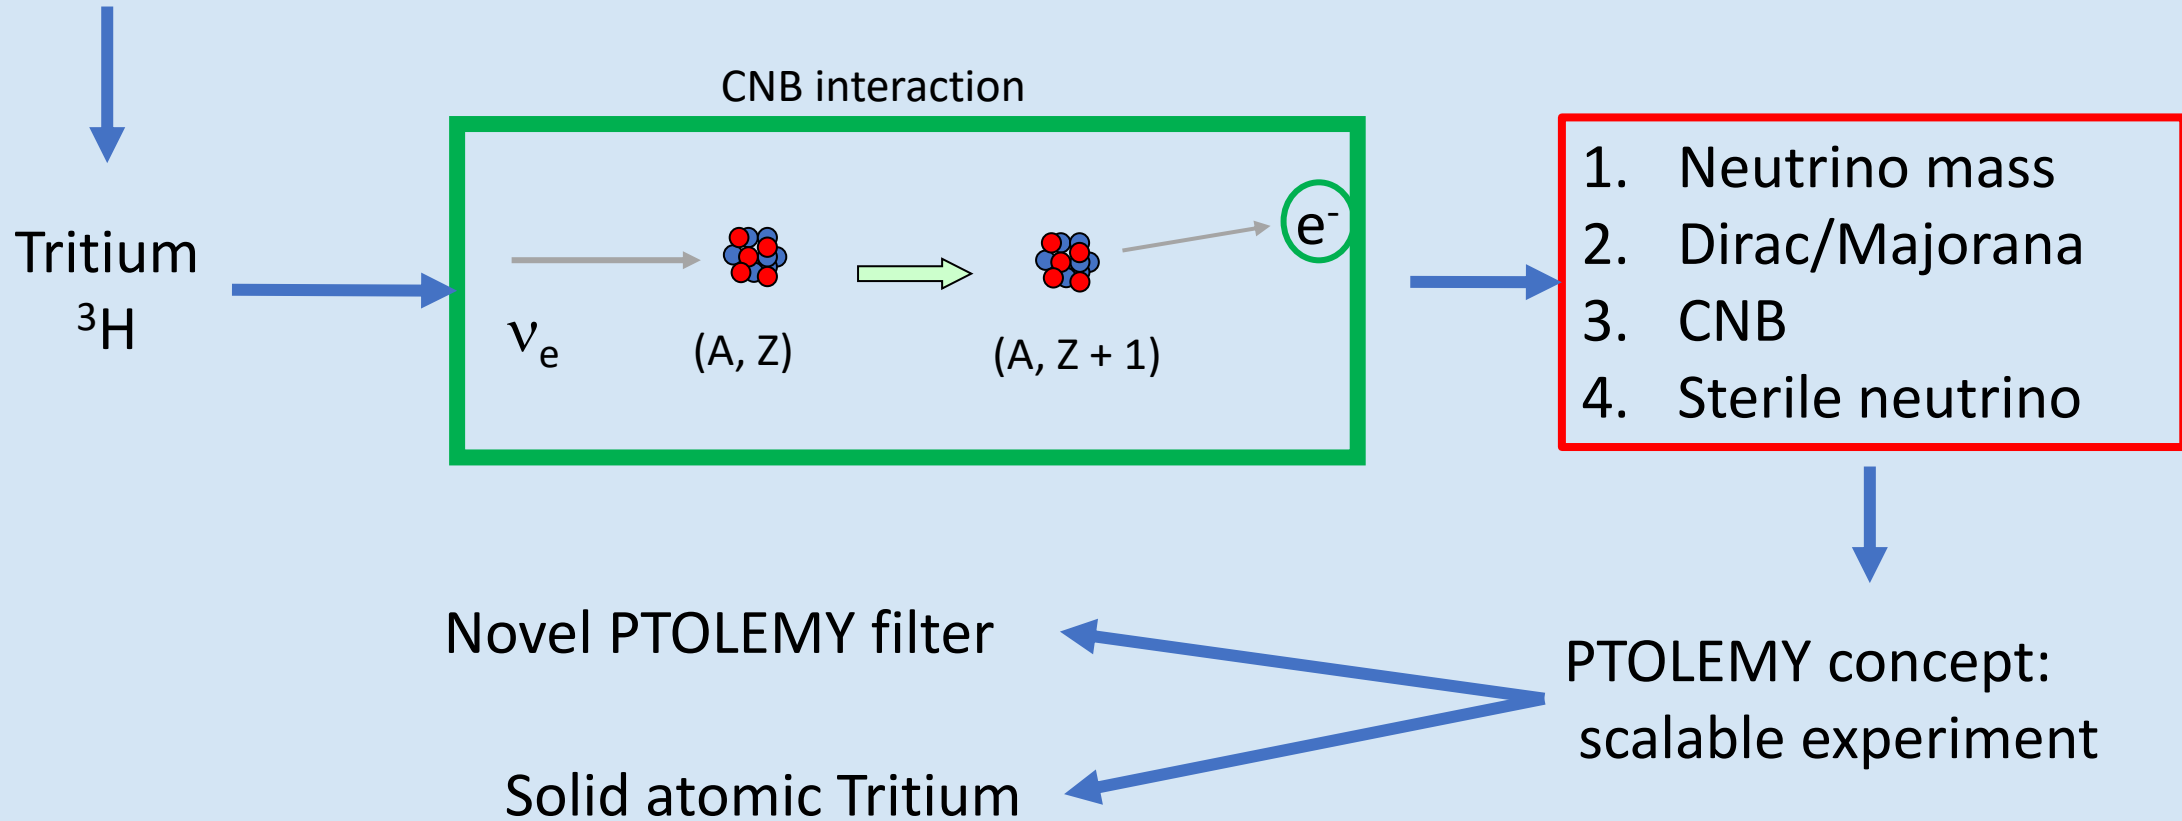 CNB interaction
Tritium
³H
νₑ
(A, Z)
(A, Z + 1)
e⁻
1. Neutrino mass
2. Dirac/Majorana
3. CNB
4. Sterile neutrino
Novel PTOLEMY filter
Solid atomic Tritium
PTOLEMY concept:
scalable experiment